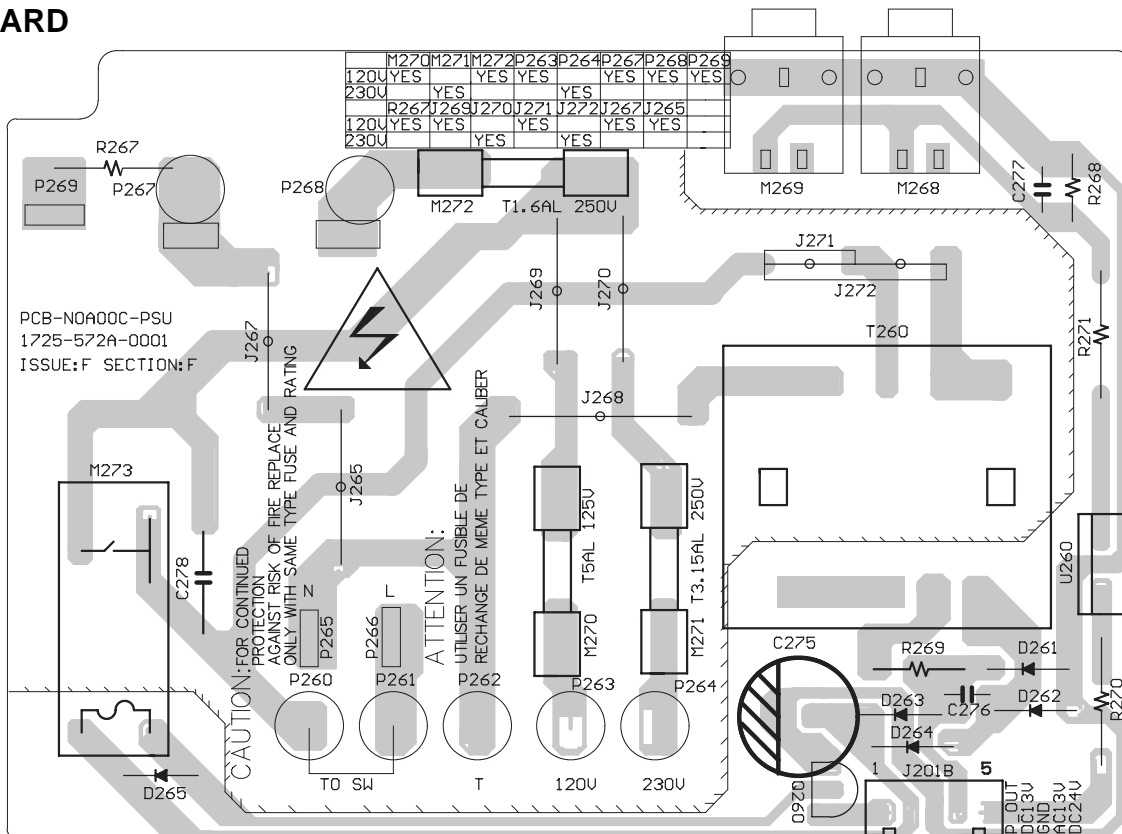 ARD
M270 M271 M272 P263 P264 P267 P268 P269
120V YES YES YES YES YES YES
230V YES YES
R267 J269 J270 J271 J272 J267 J265
120V YES YES YES YES YES
230V YES YES
R267
P269
P267
P268
M272
T1.6AL 250V
M269
M268
C277
R268
J271
J272
J269
J270
PCB-N0A00C-PSU
1725-572A-0001
ISSUE:F SECTION:F
J267
T260
R271
J268
M273
J265
C278
CAUTION:FOR CONTINUED
PROTECTION
AGAINST RISK OF FIRE REPLACE
ONLY WITH SAME TYPE FUSE AND RATING
ATTENTION:
UTLISER UN FUSIBLE DE
RECHANGE DE MEME TYPE ET CALIBER
T5AL 125V
T3.15AL 250V
U260
N
L
P265
P266
M270
M271
C275
R269
D261
P260
P261
P262
P263
P264
D263
C276
D262
R270
D264
D265
TO SW
T
120V
230V
Q260
1
J201B
5
P_OUT
DC13V
GND
AC13V
DC24V